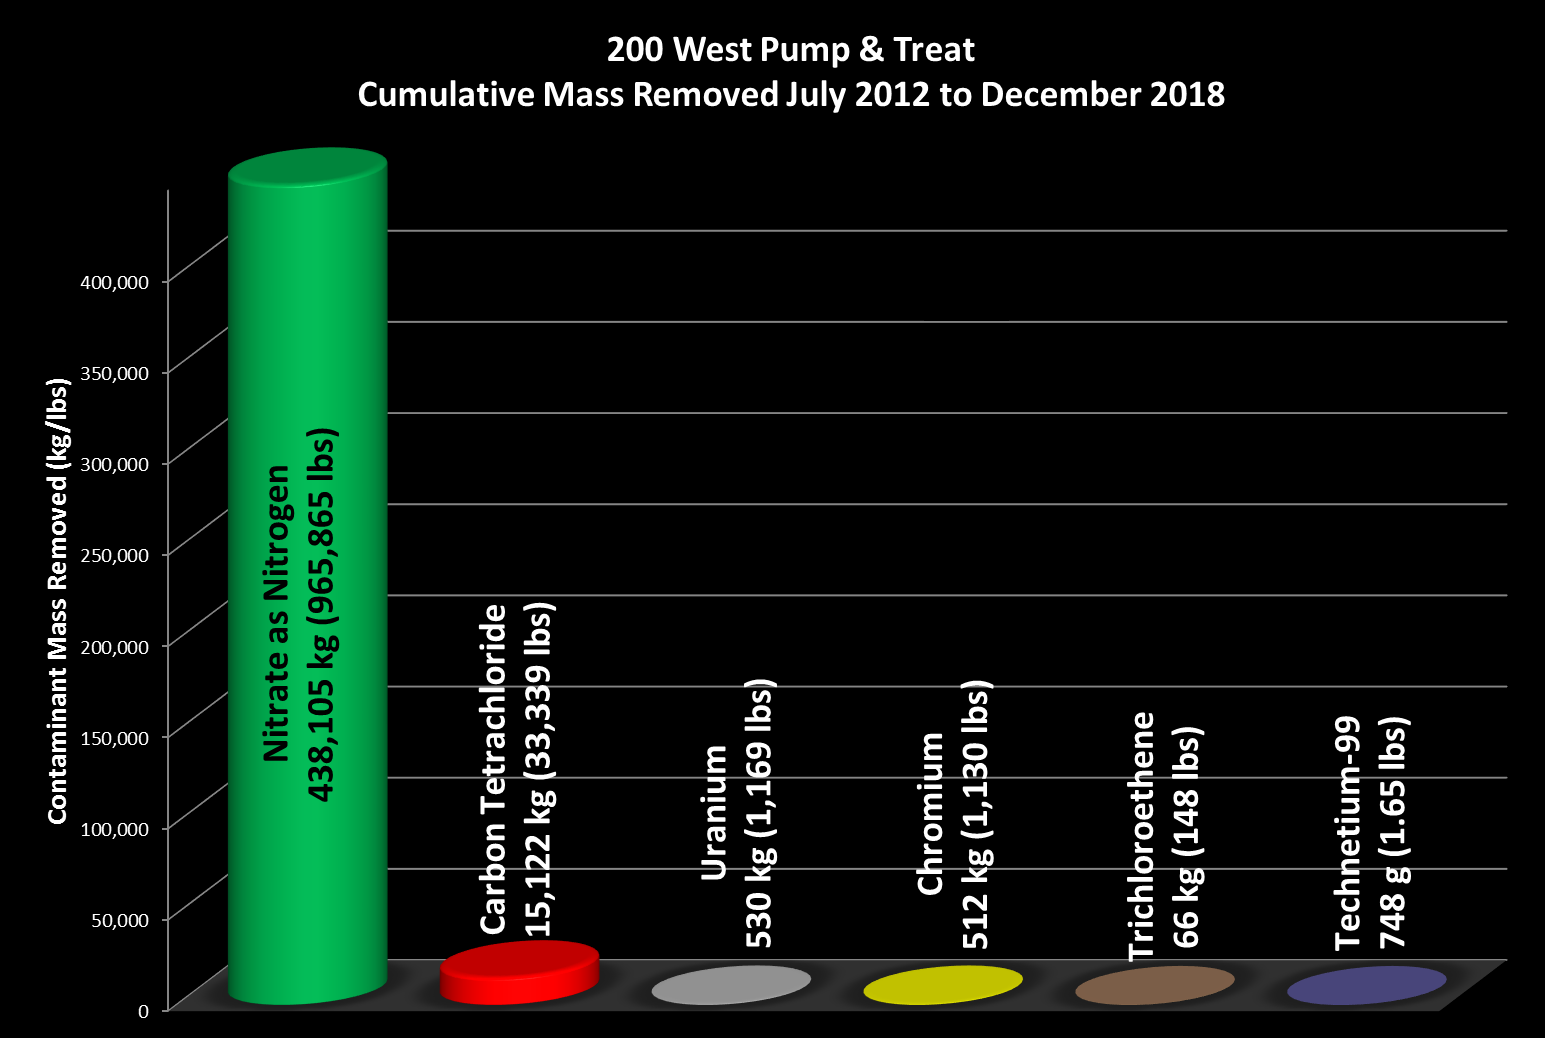 200 West Pump & Treat
Cumulative Mass Removed July 2012 to December 2018
Contaminant Mass Removed (kg/lbs)
400,000
350,000
300,000
250,000
200,000
150,000
100,000
50,000
0
Nitrate as Nitrogen
438,105 kg (965,865 lbs)
Carbon Tetrachloride
15,122 kg (33,339 lbs)
Uranium
530 kg (1,169 lbs)
Chromium
512 kg (1,130 lbs)
Trichloroethene
66 kg (148 lbs)
Technetium-99
748 g (1.65 lbs)